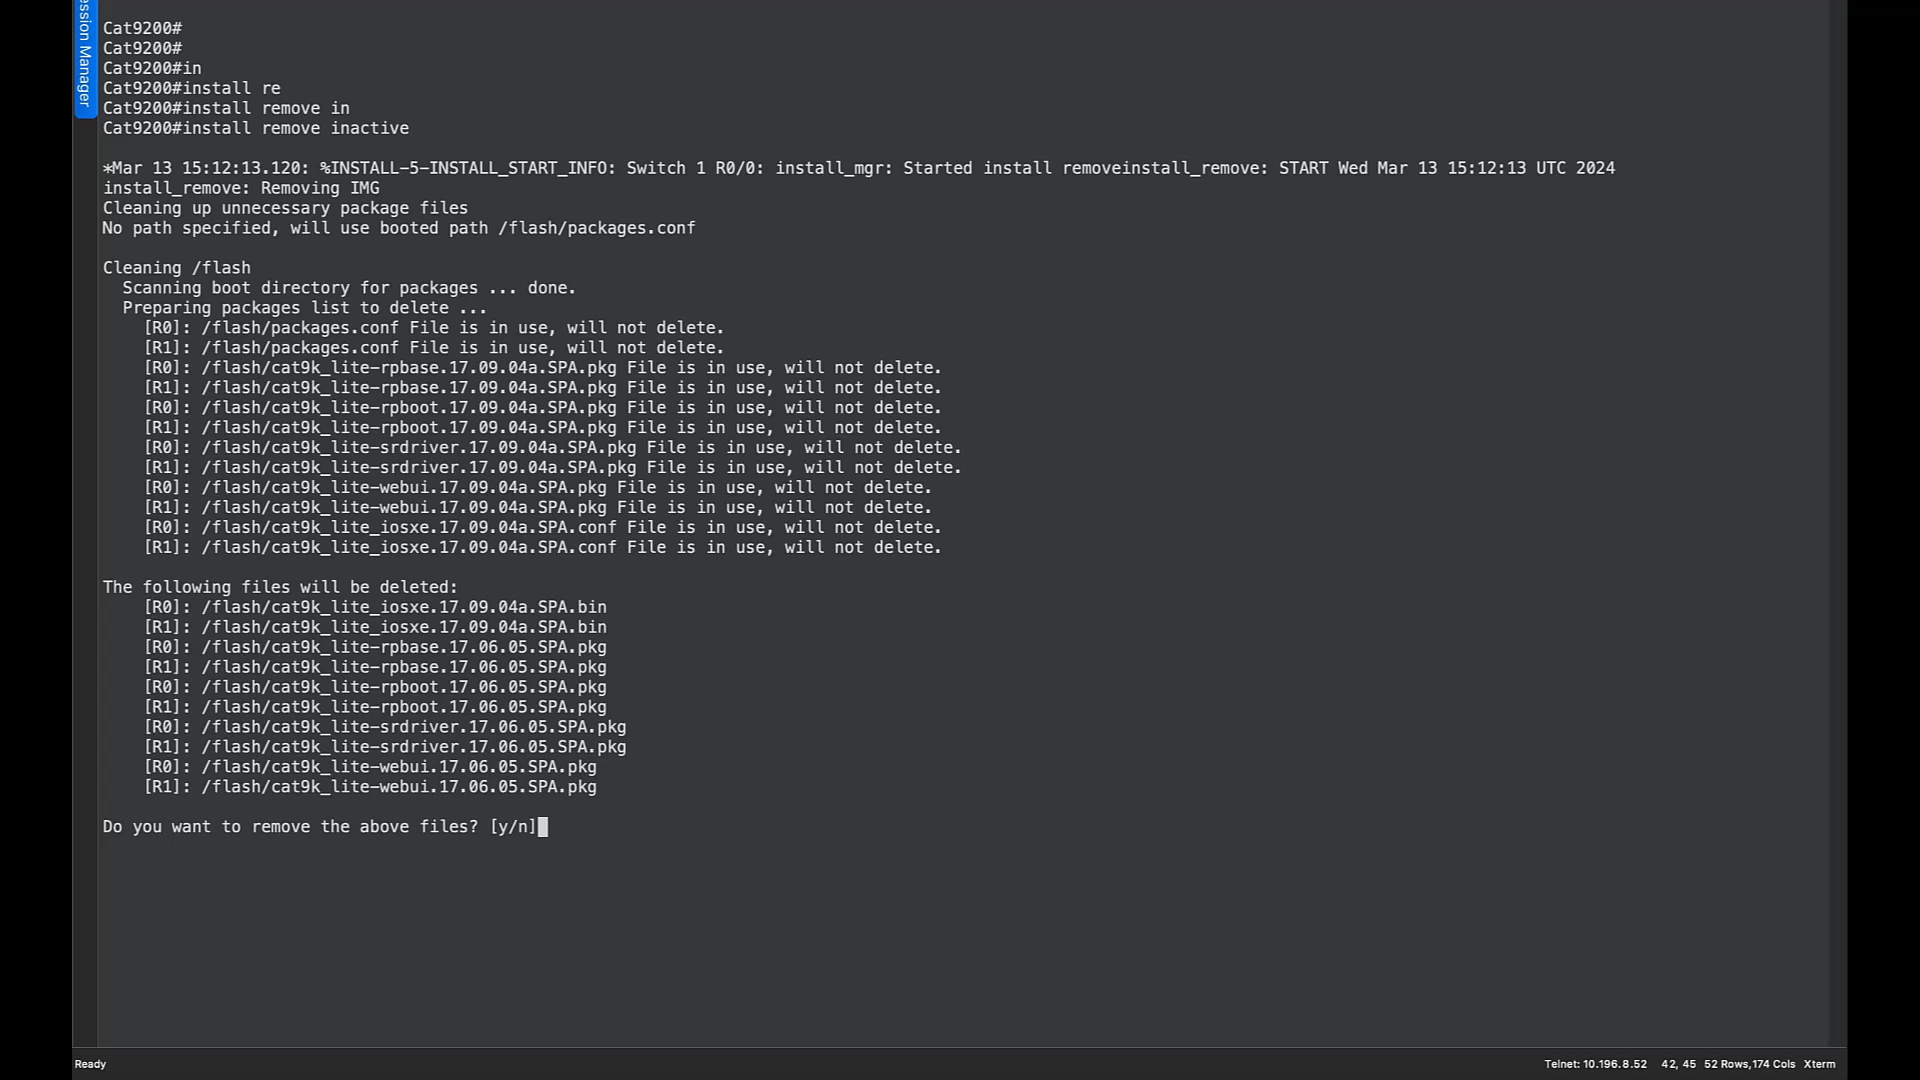 ession Manager
Cat9200#
Cat9200#
Cat9200#in
Cat9200#install re
Cat9200#install remove in
Cat9200#install remove inactive
*Mar 13 15:12:13.120: %INSTALL-5-INSTALL_START_INFO: Switch 1 R0/0: install_mgr: Started install removeinstall_remove: START Wed Mar 13 15:12:13 UTC 2024
install_remove: Removing IMG
Cleaning up unnecessary package files
No path specified, will use booted path /flash/packages.conf
Cleaning /flash
Scanning boot directory for packages ... done.
Preparing packages list to delete ...
[R0]: /flash/packages.conf File is in use, will not delete.
[R1]: /flash/packages.conf File is in use, will not delete.
[R0]: /flash/cat9k_lite-rpbase.17.09.04a.SPA.pkg File is in use, will not delete.
[R1]: /flash/cat9k_lite-rpbase.17.09.04a.SPA.pkg File is in use, will not delete.
[R0]: /flash/cat9k_lite-rpboot.17.09.04a.SPA.pkg File is in use, will not delete.
[R1]: /flash/cat9k_lite-rpboot.17.09.04a.SPA.pkg File is in use, will not delete.
[R0]: /flash/cat9k_lite-srdriver.17.09.04a.SPA.pkg File is in use, will not delete.
[R1]: /flash/cat9k_lite-srdriver.17.09.04a.SPA.pkg File is in use, will not delete.
[R0]: /flash/cat9k_lite-webui.17.09.04a.SPA.pkg File is in use, will not delete.
[R1]: /flash/cat9k_lite-webui.17.09.04a.SPA.pkg File is in use, will not delete.
[R0]: /flash/cat9k_lite_iosxe.17.09.04a.SPA.conf File is in use, will not delete.
[R1]: /flash/cat9k_lite_iosxe.17.09.04a.SPA.conf File is in use, will not delete.
The following files will be deleted:
[R0]: /flash/cat9k_lite_iosxe.17.09.04a.SPA.bin
[R1]: /flash/cat9k_lite_iosxe.17.09.04a.SPA.bin
[R0]: /flash/cat9k_lite-rpbase.17.06.05.SPA.pkg
[R1]: /flash/cat9k_lite-rpbase.17.06.05.SPA.pkg
[R0]: /flash/cat9k_lite-rpboot.17.06.05.SPA.pkg
[R1]: /flash/cat9k_lite-rpboot.17.06.05.SPA.pkg
[R0]: /flash/cat9k_lite-srdriver.17.06.05.SPA.pkg
[R1]: /flash/cat9k_lite-srdriver.17.06.05.SPA.pkg
[R0]: /flash/cat9k_lite-webui.17.06.05.SPA.pkg
[R1]: /flash/cat9k_lite-webui.17.06.05.SPA.pkg
Do you want to remove the above files? [y/n]
Ready
Telnet: 10.196.8.52 42, 45 52 Rows,174 Cols Xterm